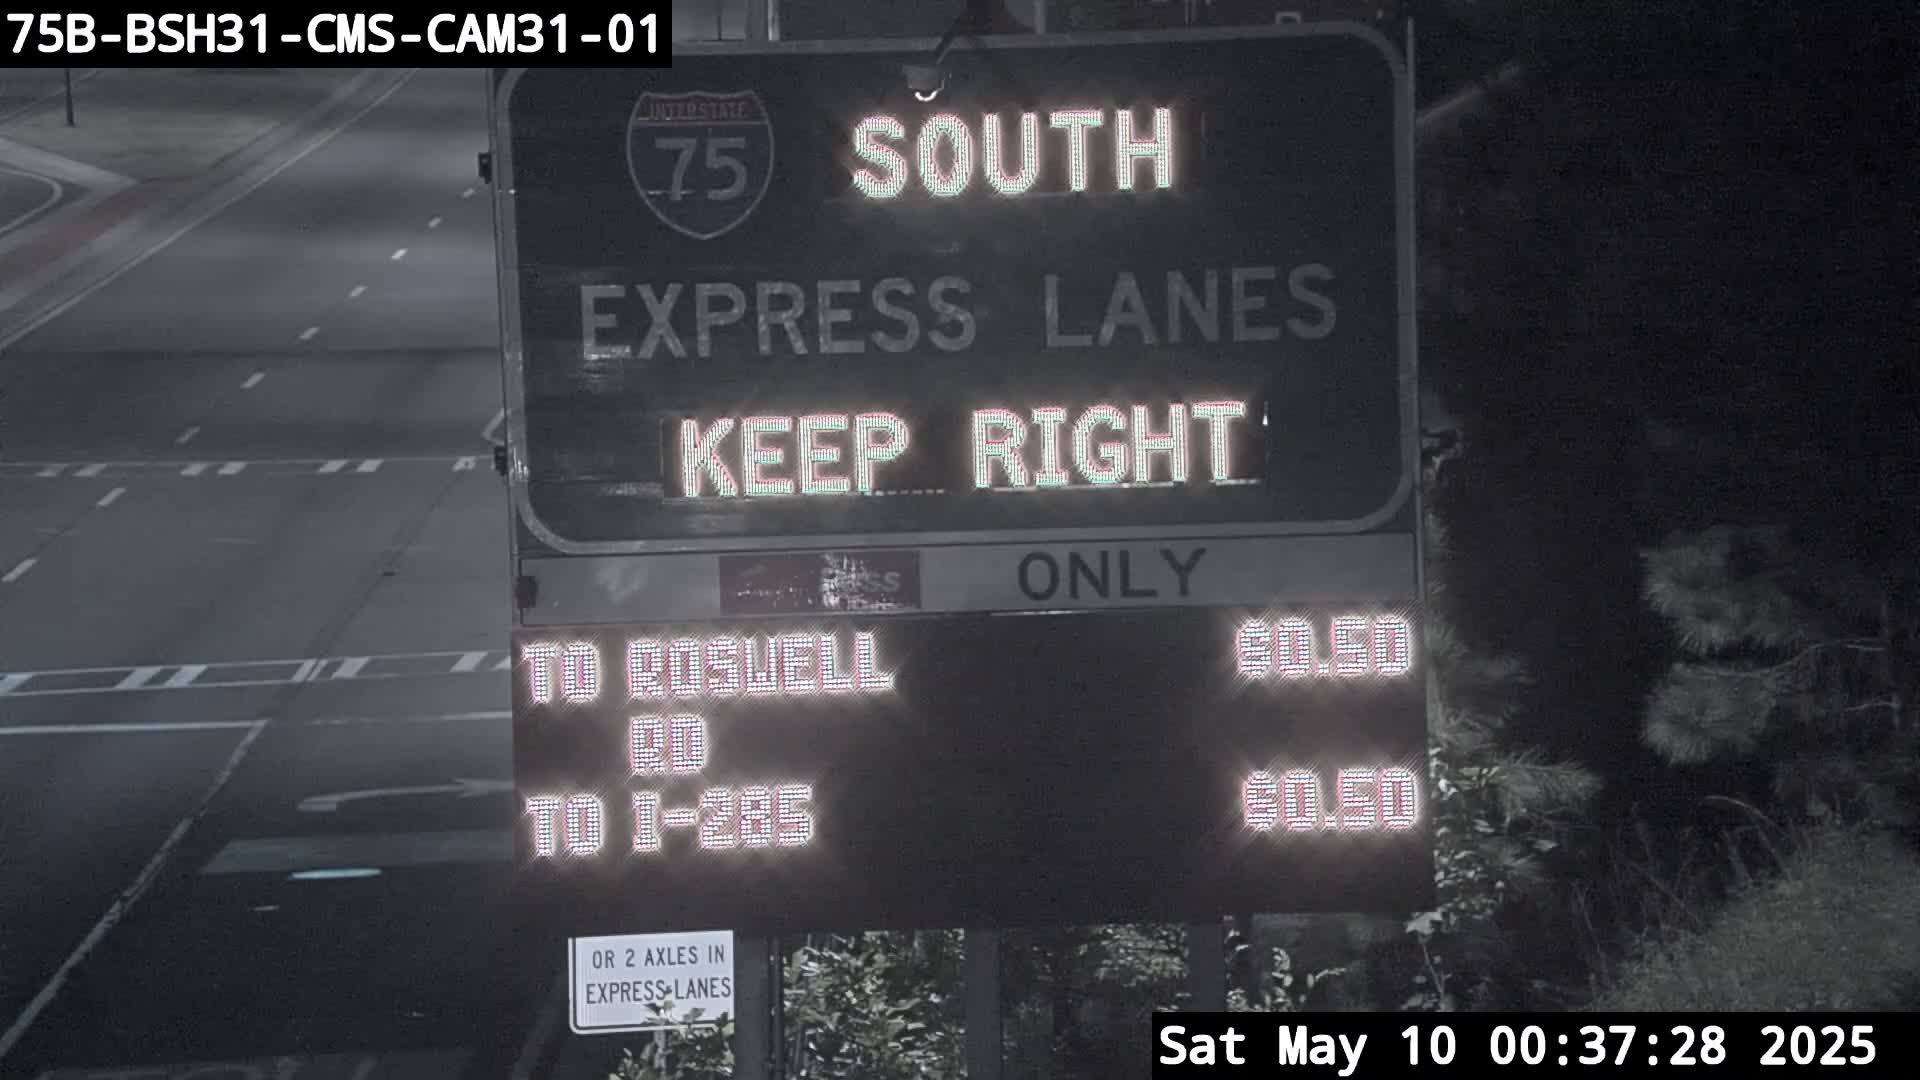 75B-BSH31-CMS-CAM31-01
INTERSTATE
75
SOUTH
EXPRESS LANES
KEEP RIGHT
ONLY
TO ROSWELL $0.50
RD
TO I-285 $0.50
OR 2 AXLES IN
EXPRESS LANES
Sat May 10 00:37:28 2025